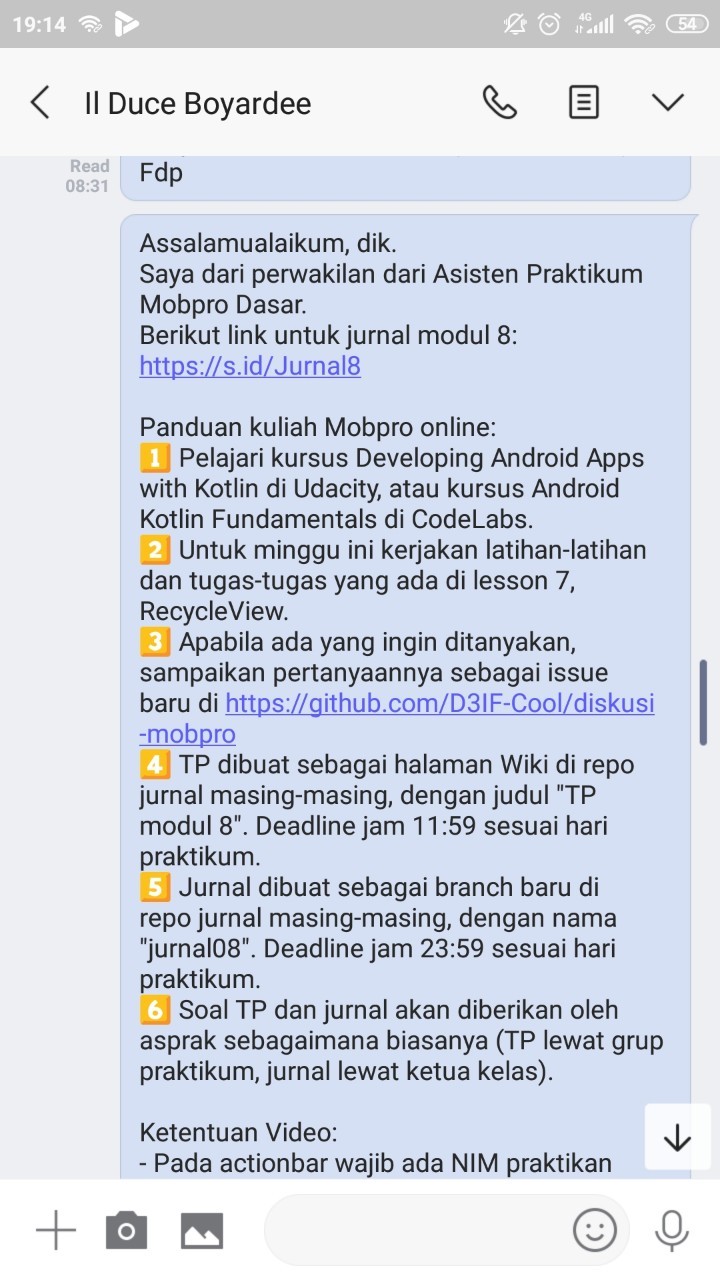 19:14
4G
54
Il Duce Boyardee
Read
08:31
Fdp
Assalamualaikum, dik.
Saya dari perwakilan dari Asisten Praktikum
Mobpro Dasar.
Berikut link untuk jurnal modul 8:
https://s.id/Jurnal8
Panduan kuliah Mobpro online:
1 Pelajari kursus Developing Android Apps
with Kotlin di Udacity, atau kursus Android
Kotlin Fundamentals di CodeLabs.
2 Untuk minggu ini kerjakan latihan-latihan
dan tugas-tugas yang ada di lesson 7,
RecycleView.
3 Apabila ada yang ingin ditanyakan,
sampaikan pertanyaannya sebagai issue
baru di https://github.com/D3IF-Cool/diskusi
-mobpro
4 TP dibuat sebagai halaman Wiki di repo
jurnal masing-masing, dengan judul "TP
modul 8". Deadline jam 11:59 sesuai hari
praktikum.
5 Jurnal dibuat sebagai branch baru di
repo jurnal masing-masing, dengan nama
"jurnal08". Deadline jam 23:59 sesuai hari
praktikum.
6 Soal TP dan jurnal akan diberikan oleh
asprak sebagaimana biasanya (TP lewat grup
praktikum, jurnal lewat ketua kelas).
Ketentuan Video:
- Pada actionbar wajib ada NIM praktikan